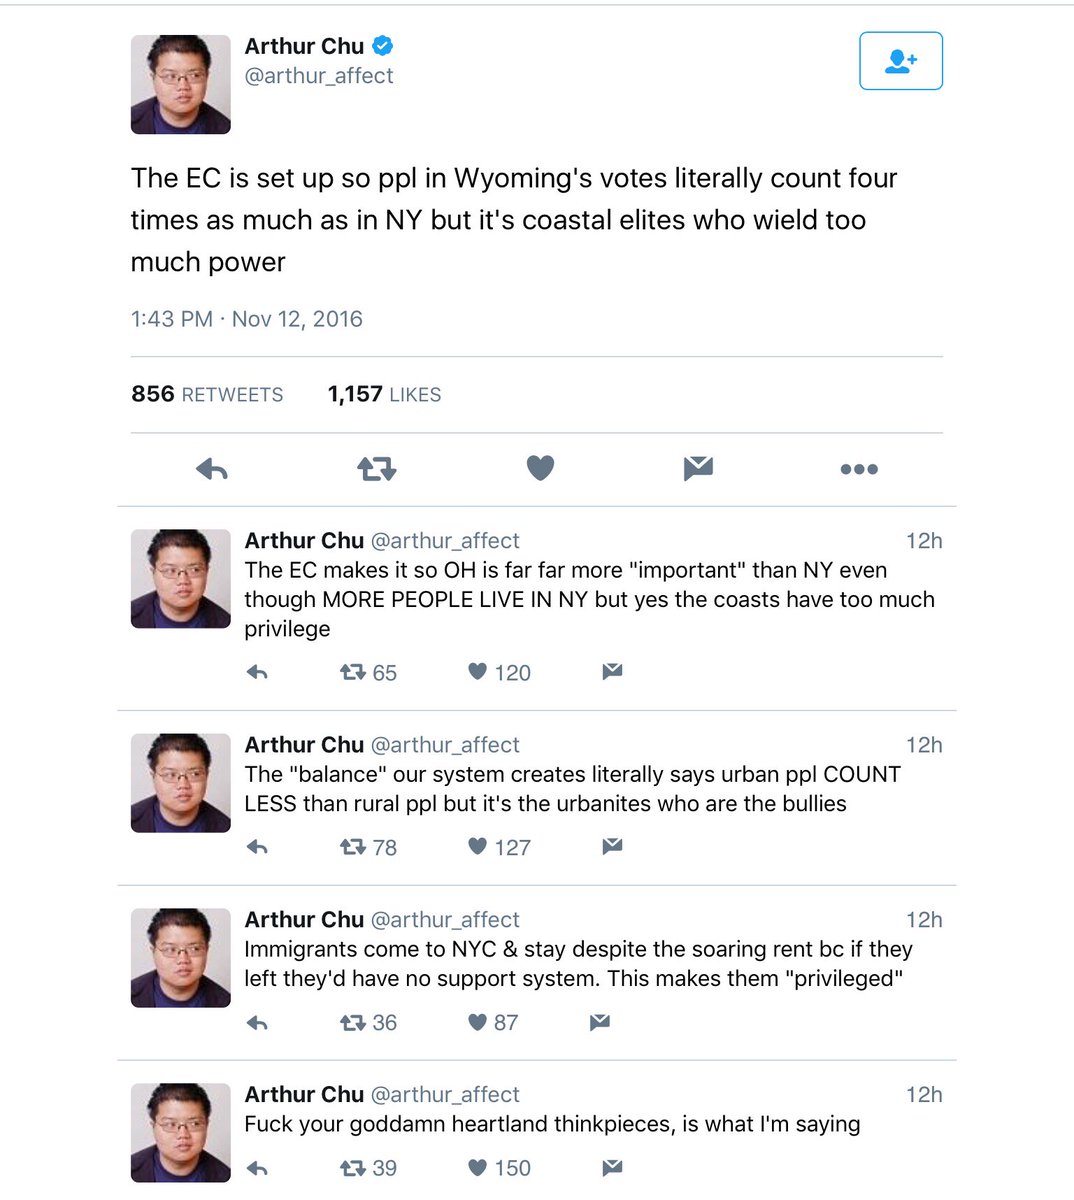 Arthur Chu
@arthur_affect
The EC is set up so ppl in Wyoming's votes literally count four
times as much as in NY but it's coastal elites who wield too
much power
1:43 PM · Nov 12, 2016
856 RETWEETS 1,157 LIKES
Arthur Chu @arthur_affect 12h
The EC makes it so OH is far far more "important" than NY even
though MORE PEOPLE LIVE IN NY but yes the coasts have too much
privilege
65 120
Arthur Chu @arthur_affect 12h
The "balance" our system creates literally says urban ppl COUNT
LESS than rural ppl but it's the urbanites who are the bullies
78 127
Arthur Chu @arthur_affect 12h
Immigrants come to NYC & stay despite the soaring rent bc if they
left they'd have no support system. This makes them "privileged"
36 87
Arthur Chu @arthur_affect 12h
Fuck your goddamn heartland thinkpieces, is what I'm saying
39 150